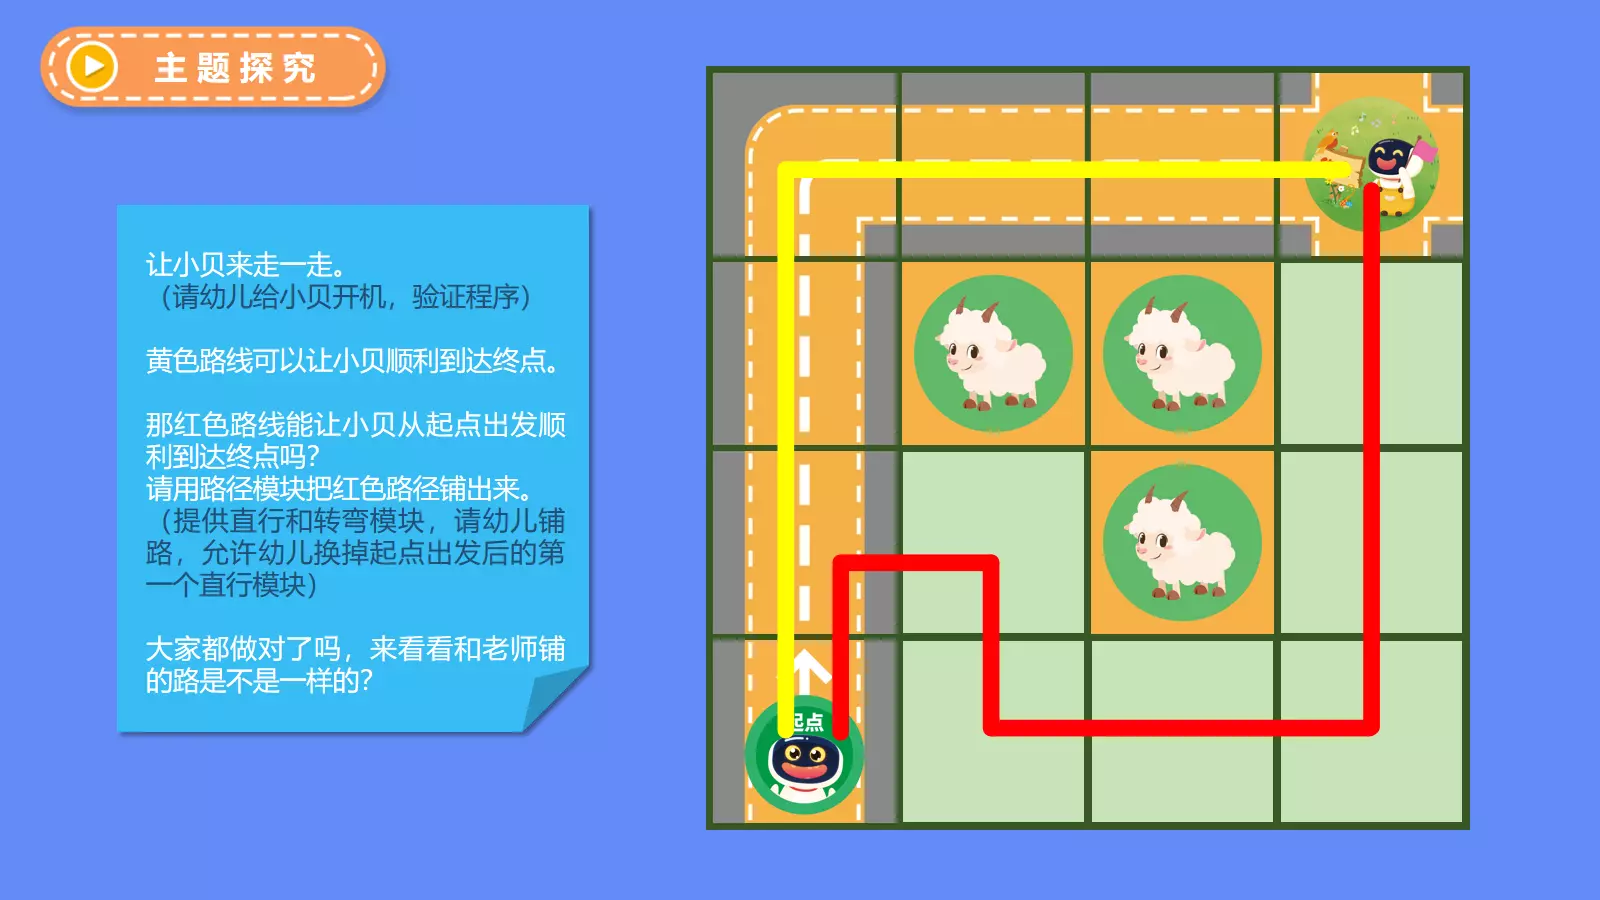 主题探究
让小贝来走一走。
（请幼儿给小贝开机，验证程序）
黄色路线可以让小贝顺利到达终点。
那红色路线能让小贝从起点出发顺
利到达终点吗？
请用路径模块把红色路径铺出来。
（提供直行和转弯模块，请幼儿铺
路，允许幼儿换掉起点出发后的第
一个直行模块）
大家都做对了吗，来看看和老师铺
的路是不是一样的？
起点